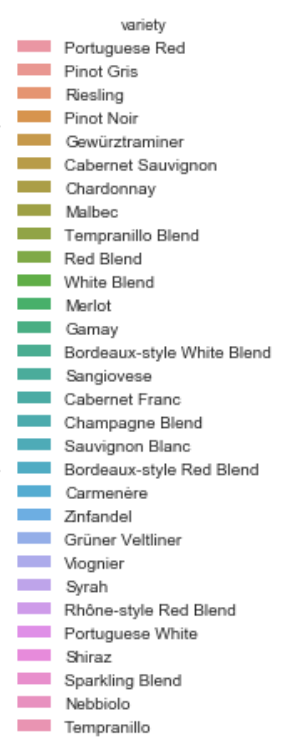 variety
Portuguese Red
Pinot Gris
Riesling
Pinot Noir
Gewürztraminer
Cabernet Sauvignon
Chardonnay
Malbec
Tempranillo Blend
Red Blend
White Blend
Merlot
Gamay
Bordeaux-style White Blend
Sangiovese
Cabernet Franc
Champagne Blend
Sauvignon Blanc
Bordeaux-style Red Blend
Carmenère
Zinfandel
Grüner Veltliner
Viognier
Syrah
Rhône-style Red Blend
Portuguese White
Shiraz
Sparkling Blend
Nebbiolo
Tempranillo